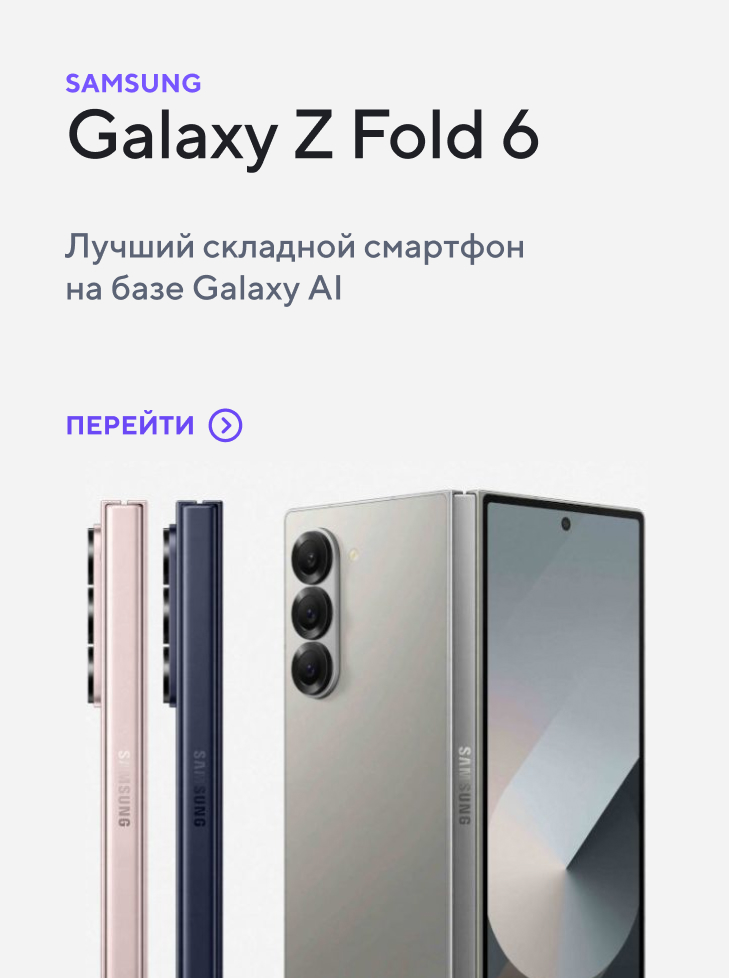 SAMSUNG
Galaxy Z Fold 6
Лучший складной смартфон
на базе Galaxy AI
ПЕРЕЙТИ
SAMSUNG
SAMSUNG
SAMSUNG